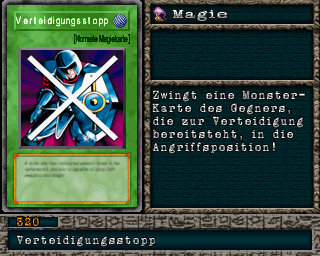 Verteidigungsstopp
[Normale Magiekarte]
Magie
Zwingt eine Monster-
Karte des Gegners,
die zur Verteidigung
bereitsteht, in die
Angriffsposition!
320
Verteidigungsstopp